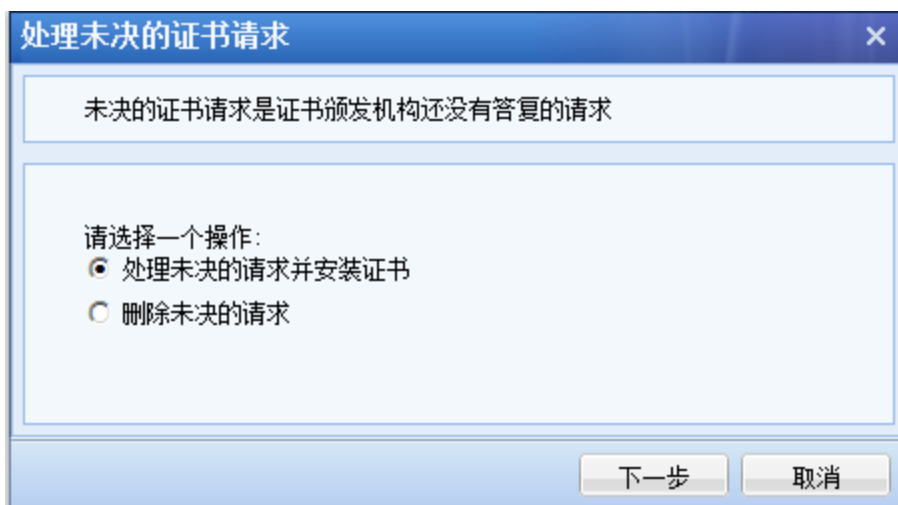 处理未决的证书请求
未决的证书请求是证书颁发机构还没有答复的请求
请选择一个操作:
处理未决的请求并安装证书
删除未决的请求
下一步 取消